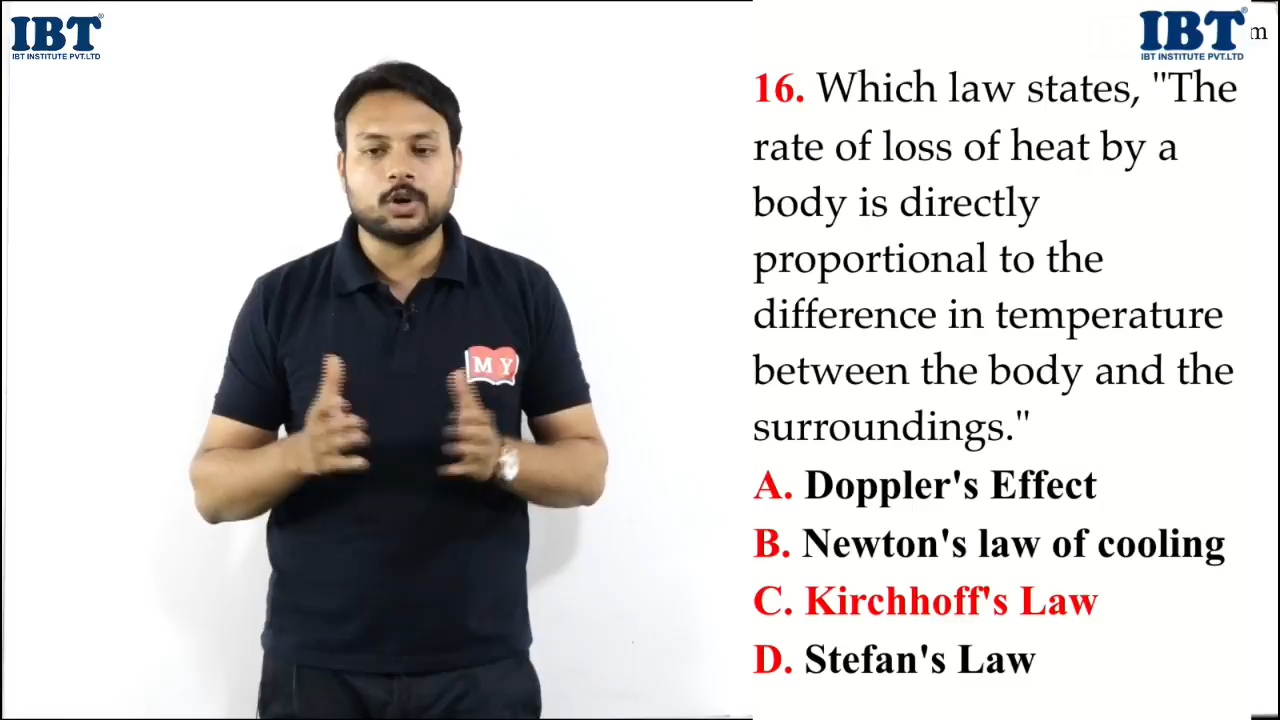 IBT
IBT INSTITUTE PVT.LTD
IBT
IBT INSTITUTE PVT.LTD
m
16. Which law states, "The
rate of loss of heat by a
body is directly
proportional to the
difference in temperature
between the body and the
surroundings."
A. Doppler's Effect
B. Newton's law of cooling
C. Kirchhoff's Law
D. Stefan's Law
M Y